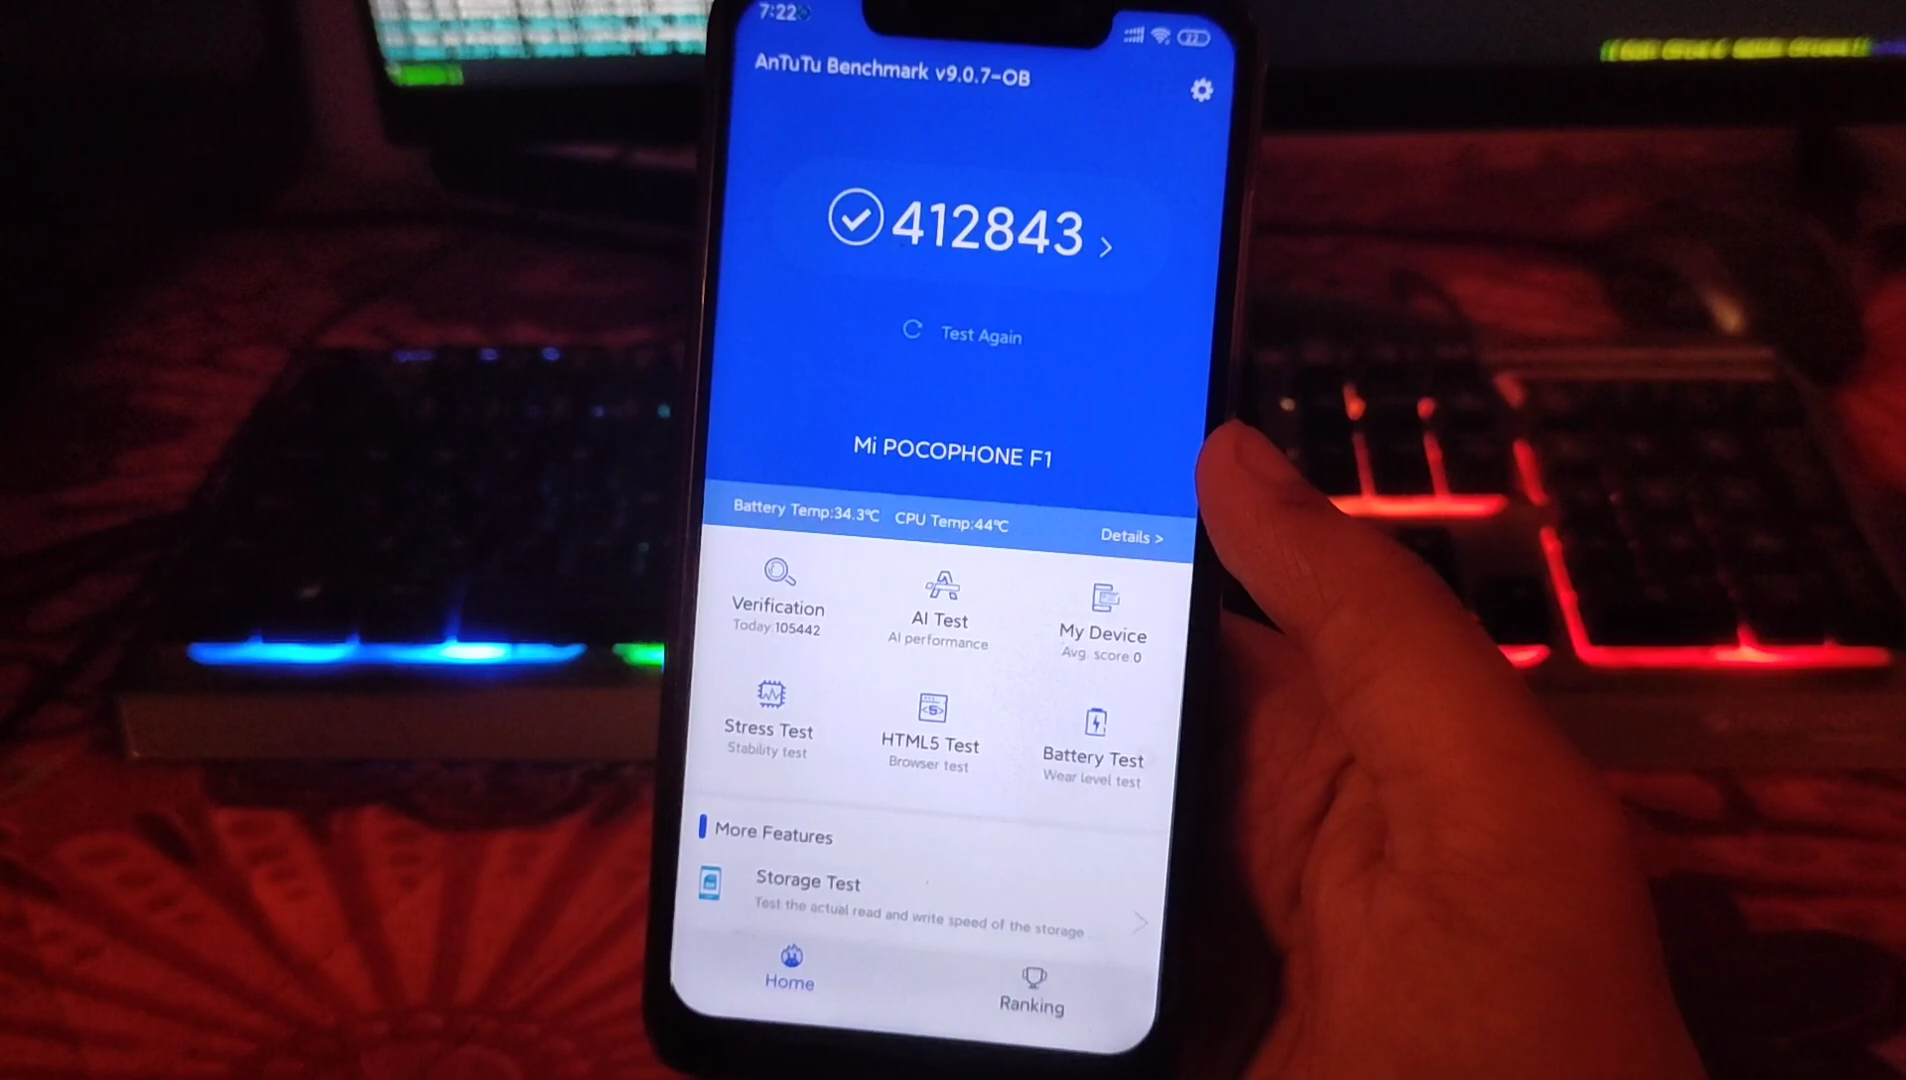 7:22
22
AnTuTu Benchmark v9.0.7-OB
412843 >
Test Again
Mi POCOPHONE F1
Battery Temp:34.3℃ CPU Temp:44℃ Details >
Verification
Today 105442
AI Test
AI performance
My Device
Avg. score 0
Stress Test
Stability test
<5>
HTML5 Test
Browser test
Battery Test
Wear level test
More Features
Storage Test
Test the actual read and write speed of the storage
Home
Ranking